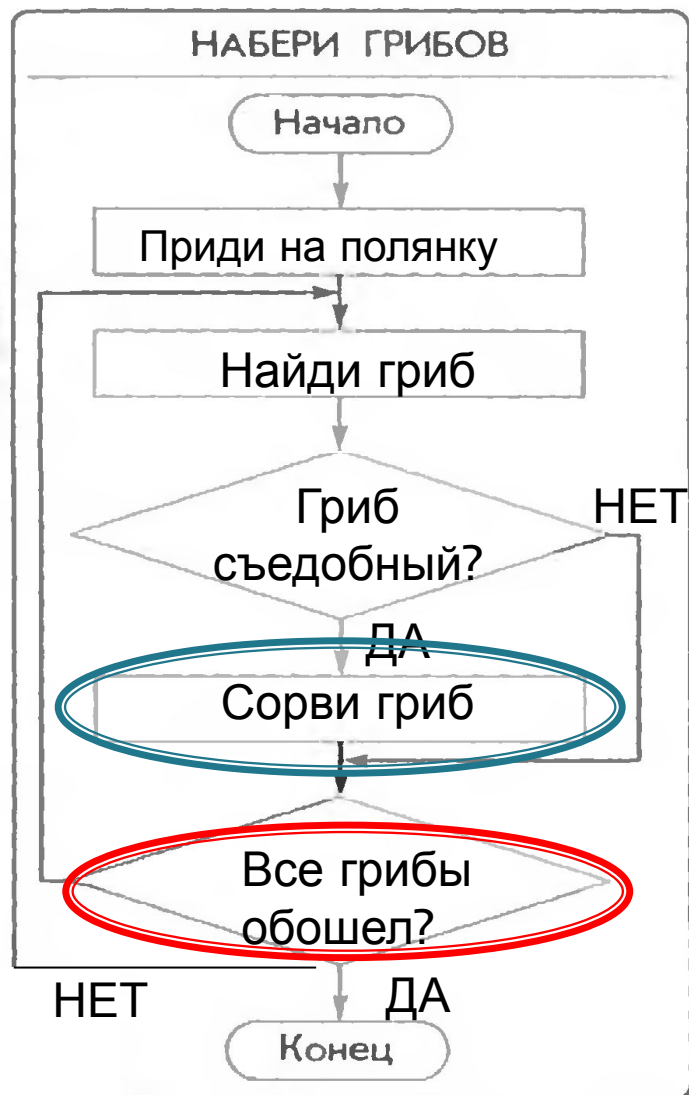 НАБЕРИ ГРИБОВ
Начало
Приди на полянку
Найди гриб
Гриб
съедобный?
НЕТ
ДА
Сорви гриб
Все грибы
обошел?
НЕТ
ДА
Конец